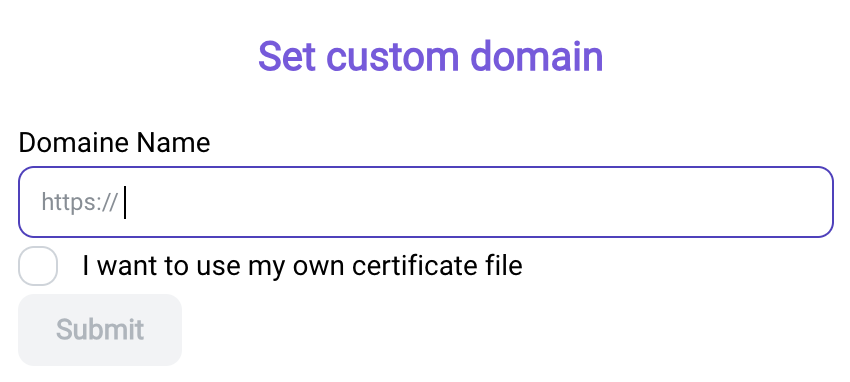 Set custom domain
Domaine Name
https://
I want to use my own certificate file
Submit